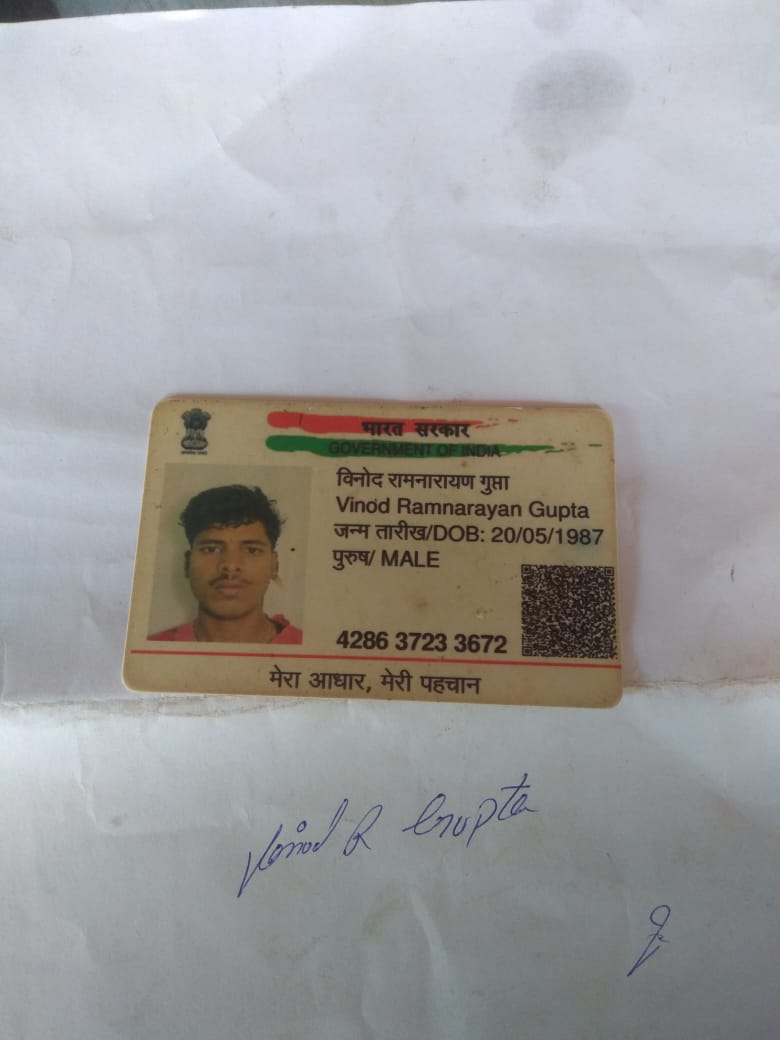 भारत सरकार
GOVERNMENT OF INDIA
विनोद रामनारायण गुप्ता
Vinod Ramnarayan Gupta
जन्म तारीख/DOB: 20/05/1987
पुरुष/ MALE
4286 3723 3672
मेरा आधार, मेरी पहचान
Vinod R Gupta